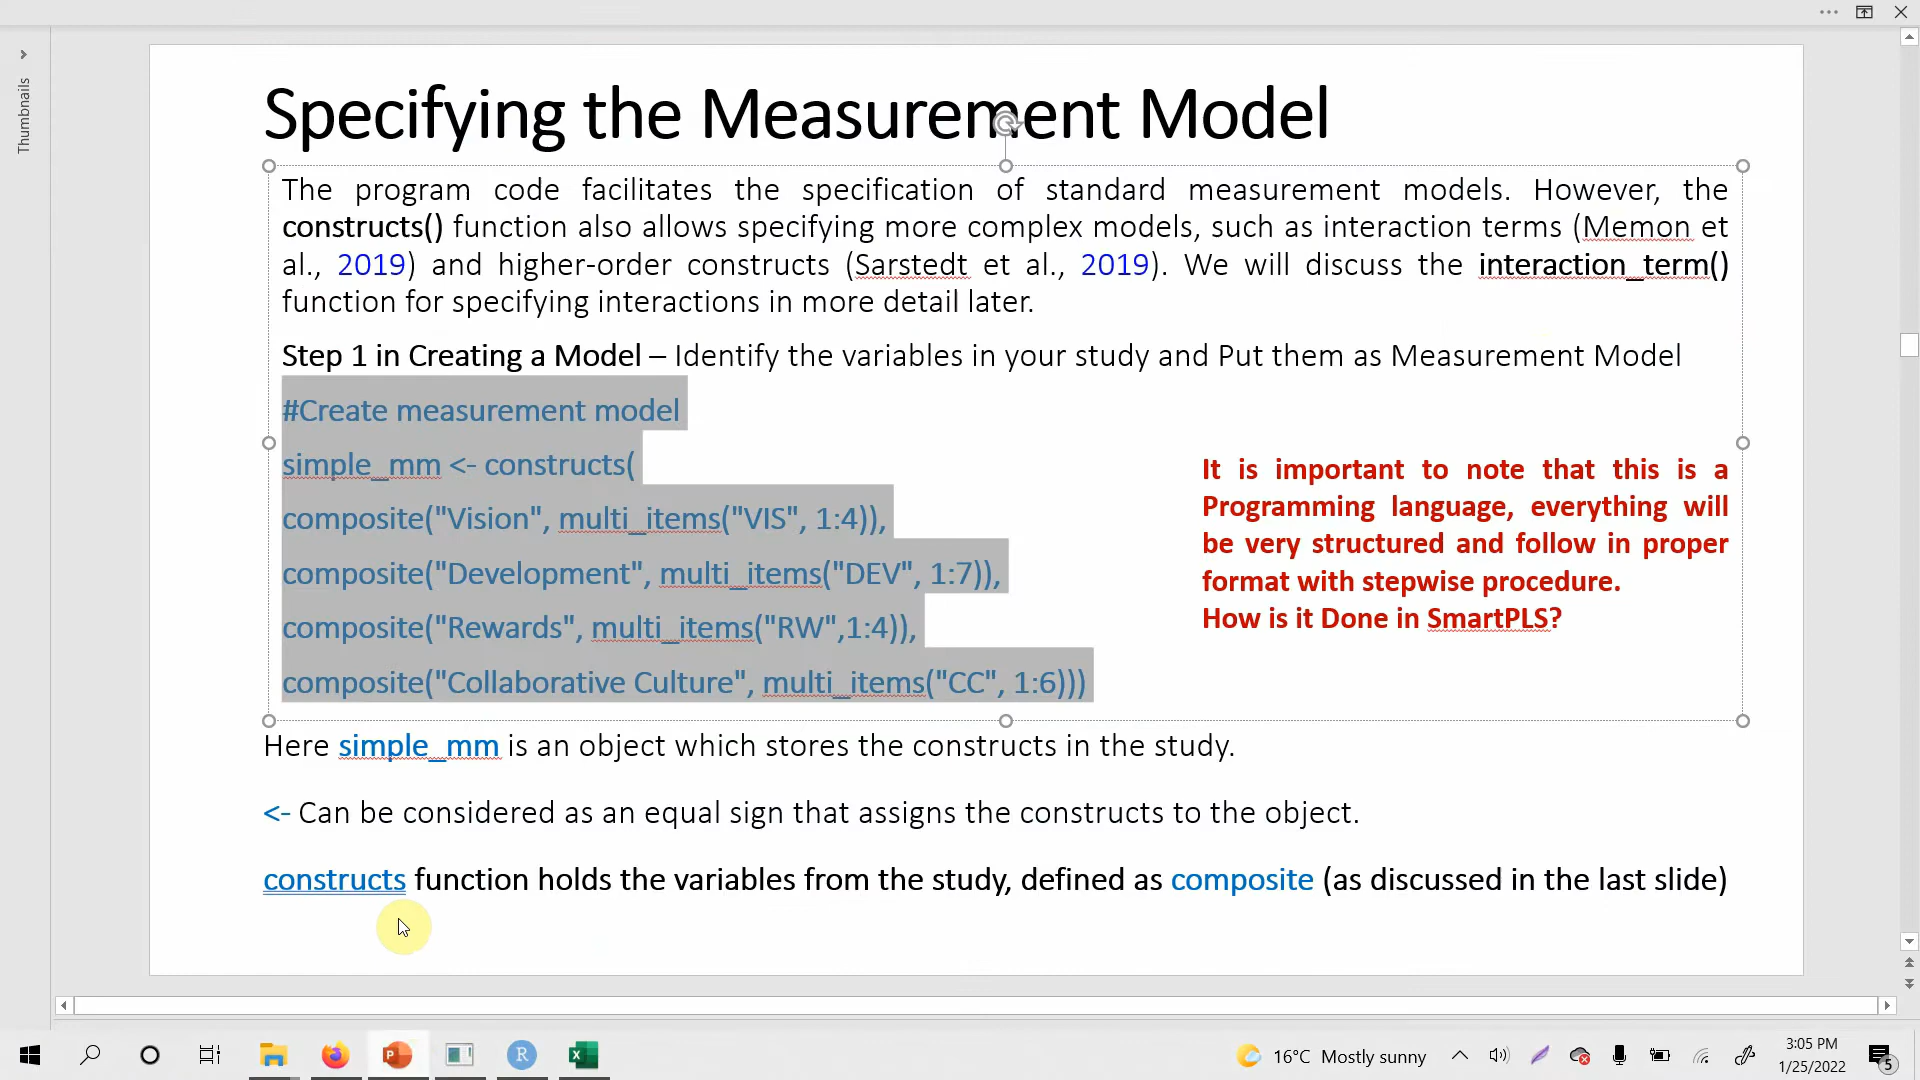 Thumbnails
Specifying the Measurement Model
The program code facilitates the specification of standard measurement models. However, the
constructs() function also allows specifying more complex models, such as interaction terms (Memon et
al., 2019) and higher-order constructs (Sarstedt et al., 2019). We will discuss the interaction_term()
function for specifying interactions in more detail later.
Step 1 in Creating a Model – Identify the variables in your study and Put them as Measurement Model
#Create measurement model
simple_mm <- constructs(
composite("Vision", multi_items("VIS", 1:4)),
composite("Development", multi_items("DEV", 1:7)),
composite("Rewards", multi_items("RW",1:4)),
composite("Collaborative Culture", multi_items("CC", 1:6)))
It is important to note that this is a
Programming language, everything will
be very structured and follow in proper
format with stepwise procedure.
How is it Done in SmartPLS?
Here simple_mm is an object which stores the constructs in the study.
<- Can be considered as an equal sign that assigns the constructs to the object.
constructs function holds the variables from the study, defined as composite (as discussed in the last slide)
16°C Mostly sunny
3:05 PM
1/25/2022
5